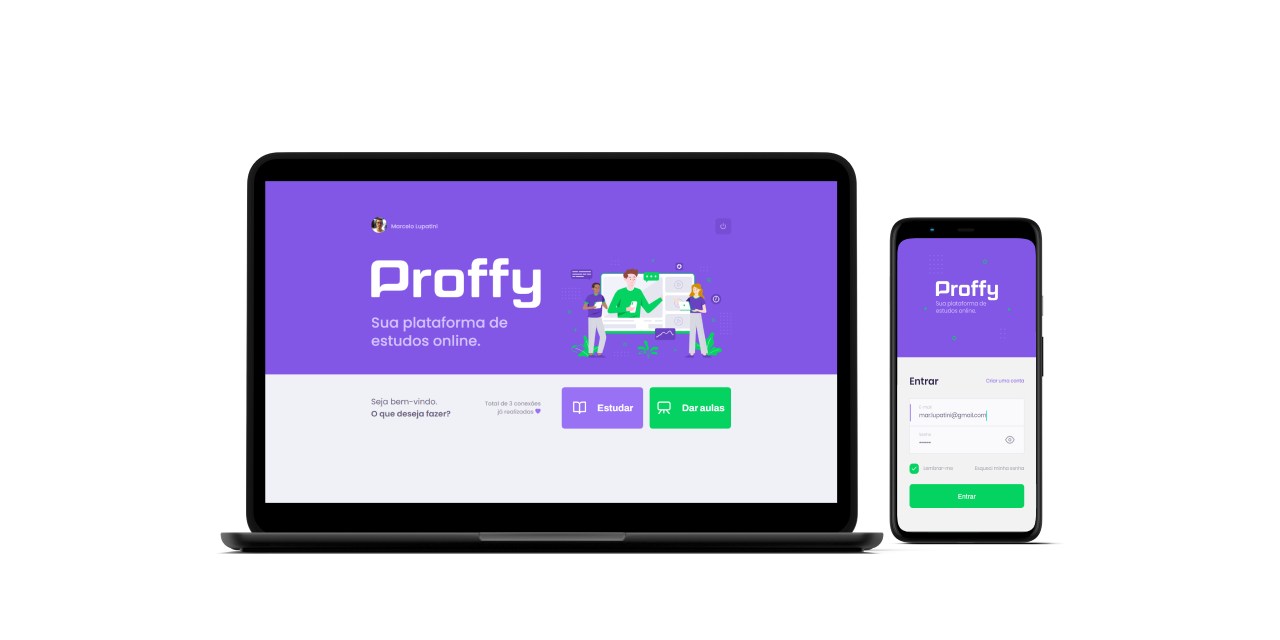 Marcelo Lupatini
Proffy
Sua plataforma de
estudos online.
Seja bem-vindo.
O que deseja fazer?
Total de 3 conexões
já realizadas
Estudar
Dar aulas
Proffy
Sua plataforma de
estudos online.
Entrar
Criar uma conta
E-mail
mar.lupatini@gmail.com
Senha
Lembrar-me
Esqueci minha senha
Entrar